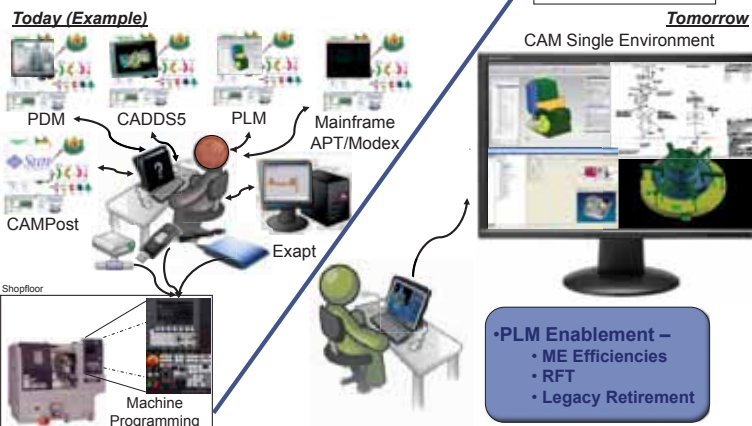 Today (Example)
PDM
CADDS5
PLM
Mainframe
APT/Modex
Sun
CAMPost
?
Exapt
Shopfloor
Machine
Programming
Tomorrow
CAM Single Environment
•PLM Enablement –
• ME Efficiencies
• RFT
• Legacy Retirement